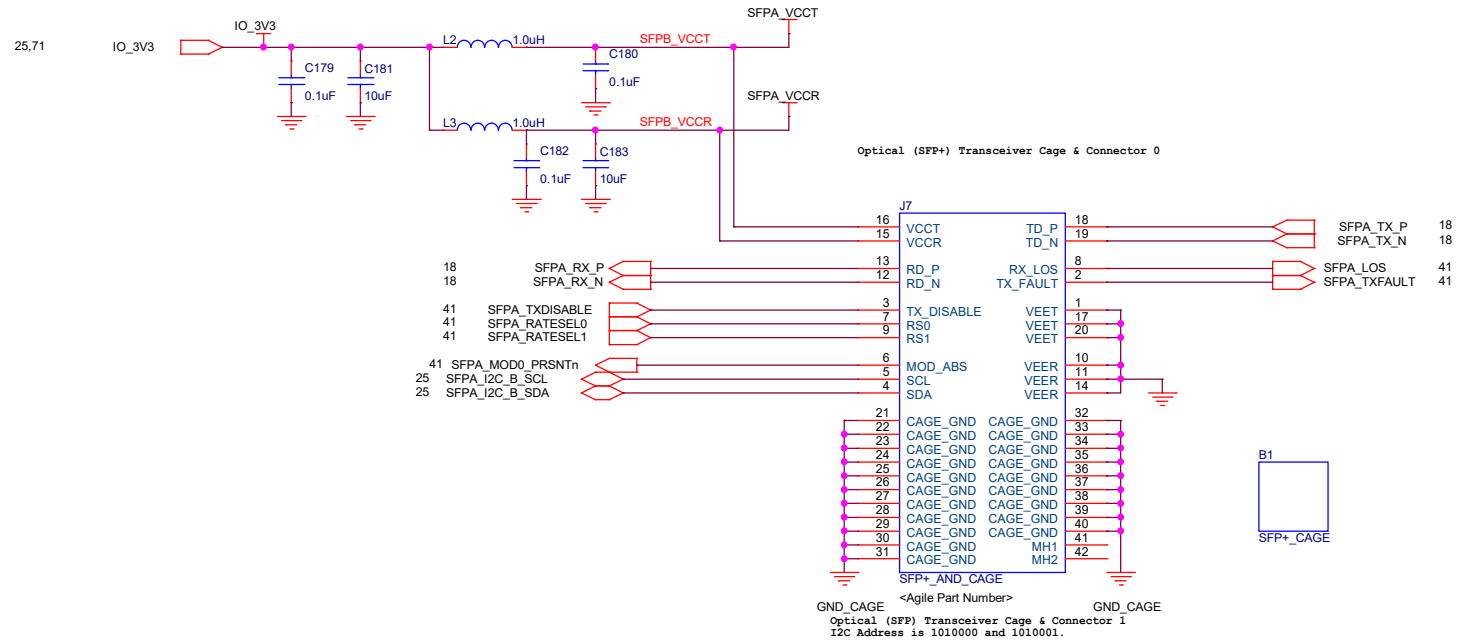 SFPA_VCCT
IO_3V3
25,71 IO_3V3 L2 1.0uH SFPB_VCCT
C179 C181 C180
0.1uF 10uF 0.1uF
SFPA_VCCR
L3 1.0uH SFPB_VCCR
C182 C183
0.1uF 10uF
Optical (SFP+) Transceiver Cage & Connector 0
J7
16 VCCT TD_P 18 SFPA_TX_P 18
15 VCCR TD_N 19 SFPA_TX_N 18
18 SFPA_RX_P 13 RD_P RX_LOS 8 SFPA_LOS 41
18 SFPA_RX_N 12 RD_N TX_FAULT 2 SFPA_TXFAULT 41
41 SFPA_TXDISABLE 3 TX_DISABLE VEET 1
41 SFPA_RATESEL0 7 RS0 VEET 17
41 SFPA_RATESEL1 9 RS1 VEET 20
41 SFPA_MOD0_PRSNTn 6 MOD_ABS VEER 10
25 SFPA_I2C_B_SCL 5 SCL VEER 11
25 SFPA_I2C_B_SDA 4 SDA VEER 14
21 CAGE_GND CAGE_GND 32
22 CAGE_GND CAGE_GND 33
23 CAGE_GND CAGE_GND 34
24 CAGE_GND CAGE_GND 35
25 CAGE_GND CAGE_GND 36
26 CAGE_GND CAGE_GND 37
27 CAGE_GND CAGE_GND 38
28 CAGE_GND CAGE_GND 39
29 CAGE_GND CAGE_GND 40
30 CAGE_GND MH1 41
31 CAGE_GND MH2 42
B1
SFP+_CAGE
SFP+_AND_CAGE
<Agile Part Number>
GND_CAGE GND_CAGE
Optical (SFP) Transceiver Cage & Connector 1
I2C Address is 1010000 and 1010001.